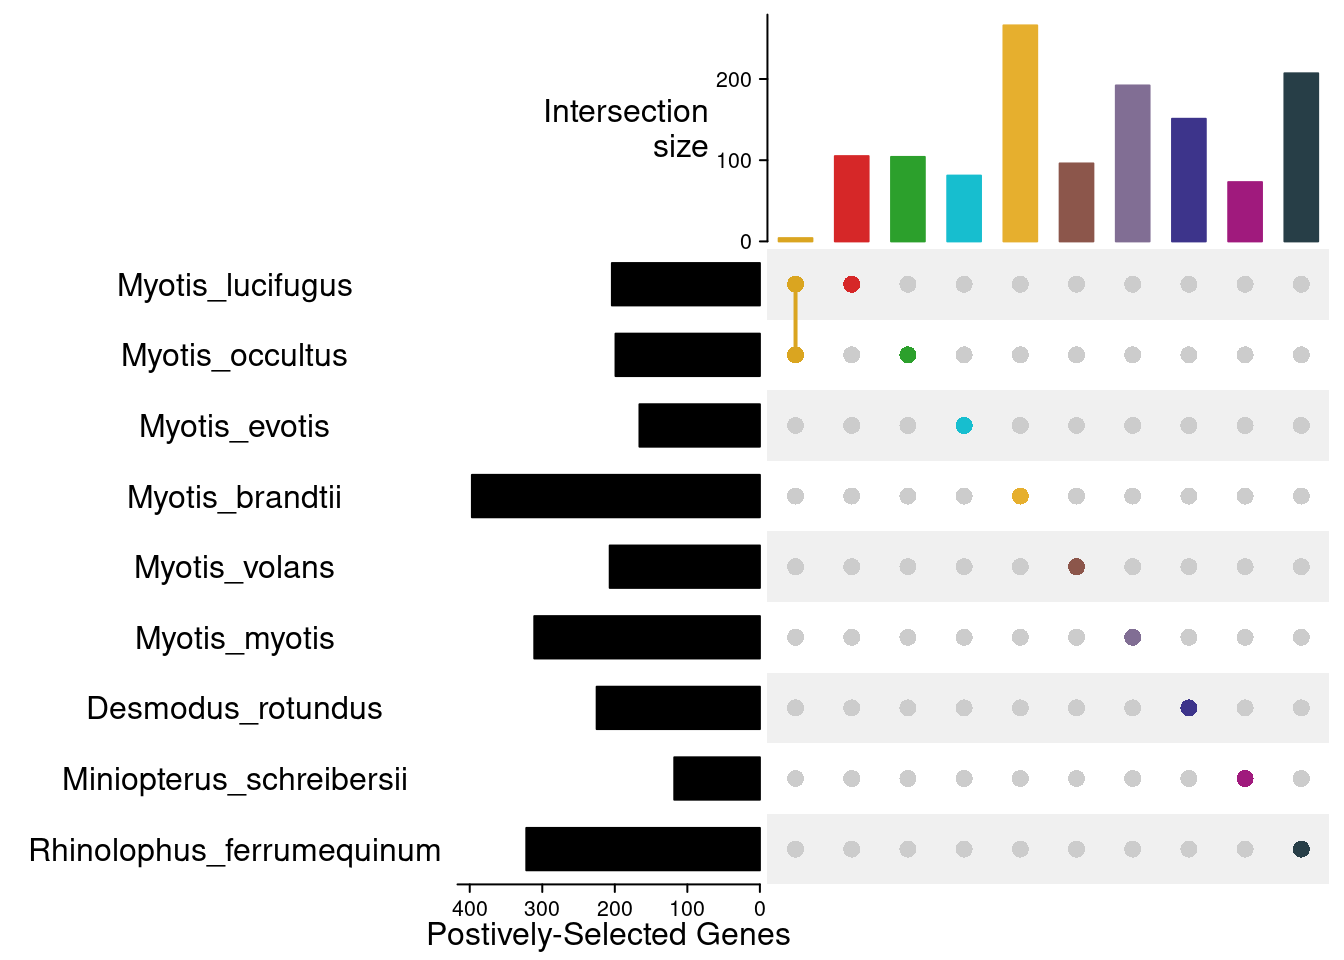 Intersection
size
200
100
0
Myotis_lucifugus
Myotis_occultus
Myotis_evotis
Myotis_brandtii
Myotis_volans
Myotis_myotis
Desmodus_rotundus
Miniopterus_schreibersii
Rhinolophus_ferrumequinum
400 300 200 100 0
Postively-Selected Genes